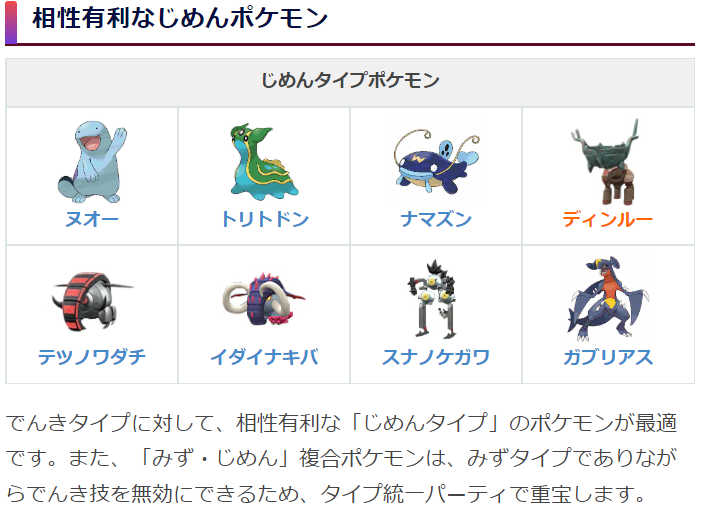 相性有利なじめんポケモン
じめんタイプポケモン
ヌオー
トリトドン
ナマズン
ディンルー
テツノワダチ
イダイナキバ
スナノケガワ
ガブリアス
でんきタイプに対して、相性有利な「じめんタイプ」のポケモンが最適
です。また、「みず・じめん」複合ポケモンは、みずタイプでありなが
らでんき技を無効にできるため、タイプ統一パーティで重宝します。